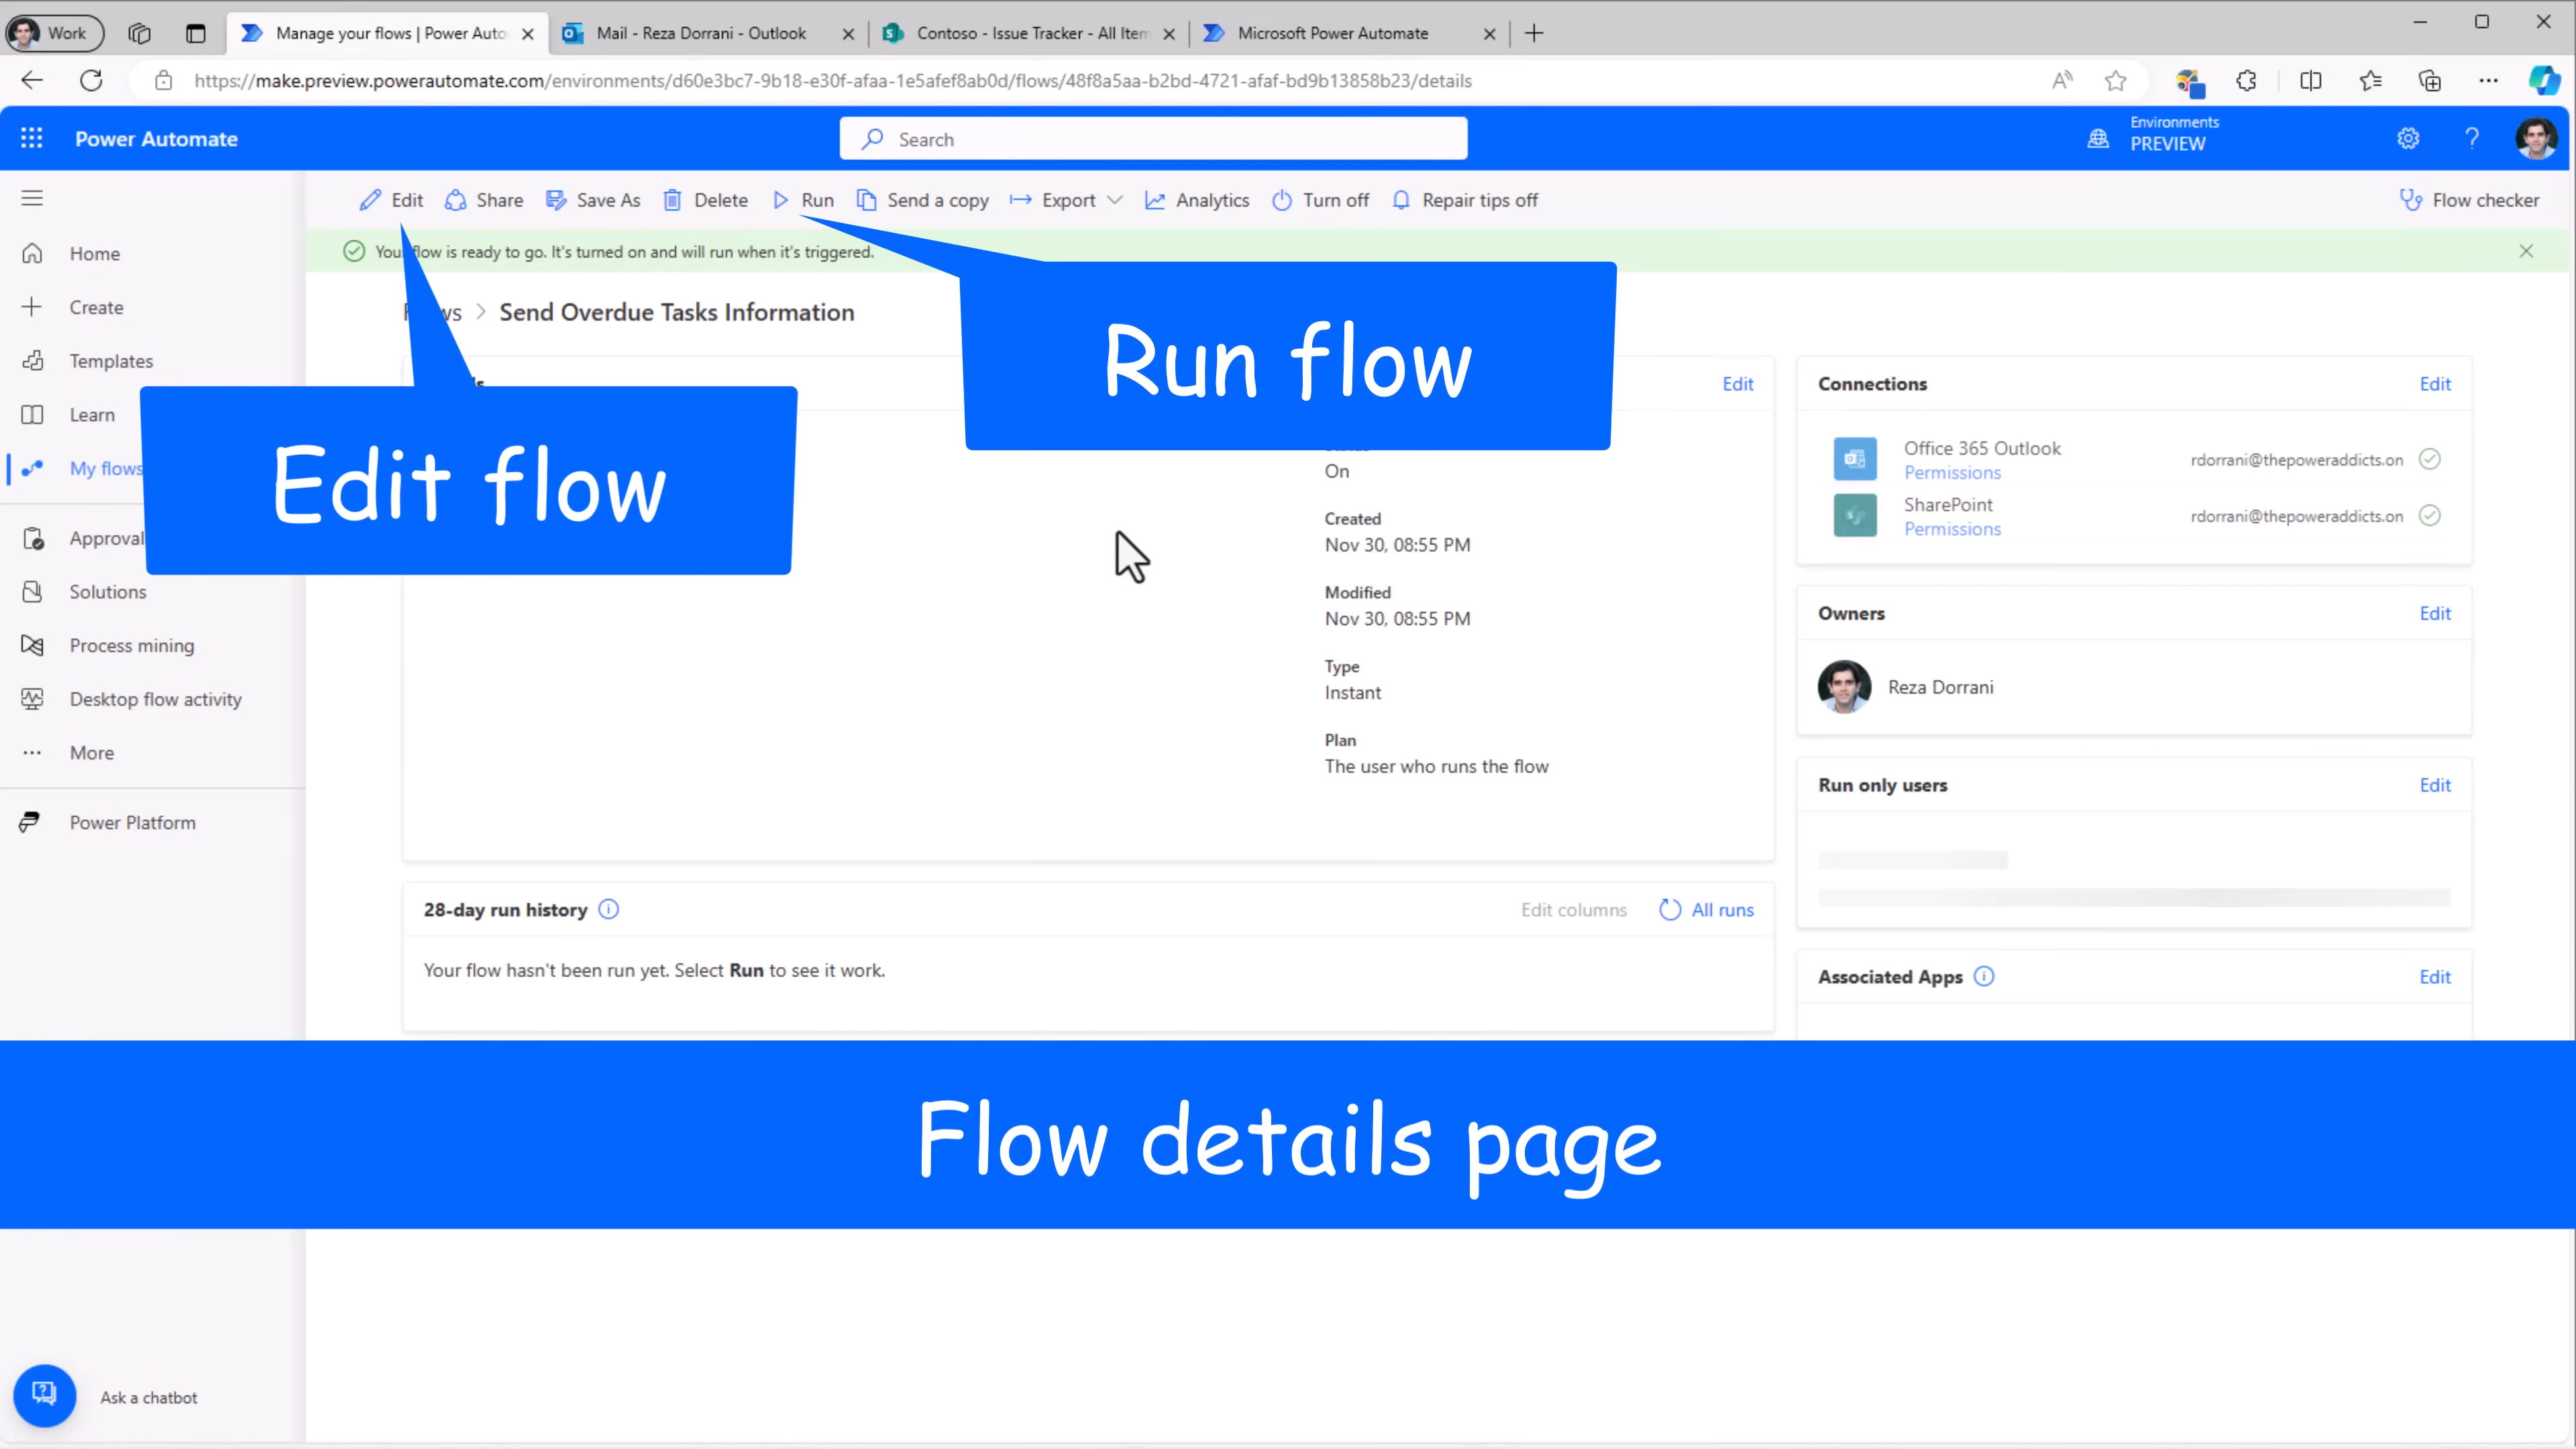 Work
Manage your flows | Power Auto
Mail - Reza Dorrani - Outlook
Contoso - Issue Tracker - All Item
Microsoft Power Automate
https://make.preview.powerautomate.com/environments/d60e3bc7-9b18-e30f-afaa-1e5afef8ab0d/flows/48f8a5aa-b2bd-4721-afaf-bd9b13858b23/details
Power Automate
Search
Environments
PREVIEW
Edit
Share
Save As
Delete
Run
Send a copy
Export
Analytics
Turn off
Repair tips off
Flow checker
Home
Create
Templates
Learn
My flows
Approval
Solutions
Process mining
Desktop flow activity
More
Power Platform
Ask a chatbot
flow is ready to go. It's turned on and will run when it's triggered.
> Send Overdue Tasks Information
Run flow
Edit flow
Edit
On
Created
Nov 30, 08:55 PM
Modified
Nov 30, 08:55 PM
Type
Instant
Plan
The user who runs the flow
28-day run history
Edit columns
All runs
Your flow hasn't been run yet. Select Run to see it work.
Connections
Edit
Office 365 Outlook
Permissions
rdorrani@thepoweraddicts.on
SharePoint
Permissions
rdorrani@thepoweraddicts.on
Owners
Edit
Reza Dorrani
Run only users
Edit
Associated Apps
Edit
Flow details page